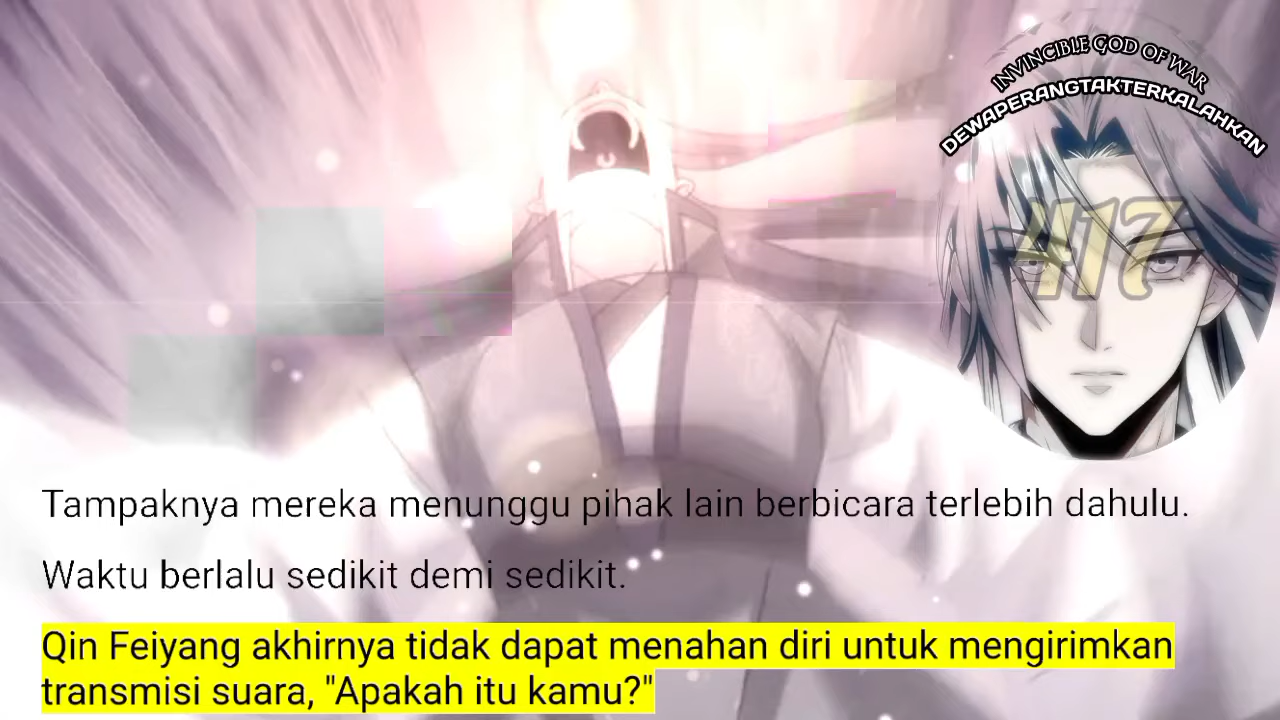 INVINCIBLE GOD OF WAR
DEWAPERANGTAKTERKALAHKAN
417
Tampaknya mereka menunggu pihak lain berbicara terlebih dahulu.
Waktu berlalu sedikit demi sedikit.
Qin Feiyang akhirnya tidak dapat menahan diri untuk mengirimkan
transmisi suara, "Apakah itu kamu?"